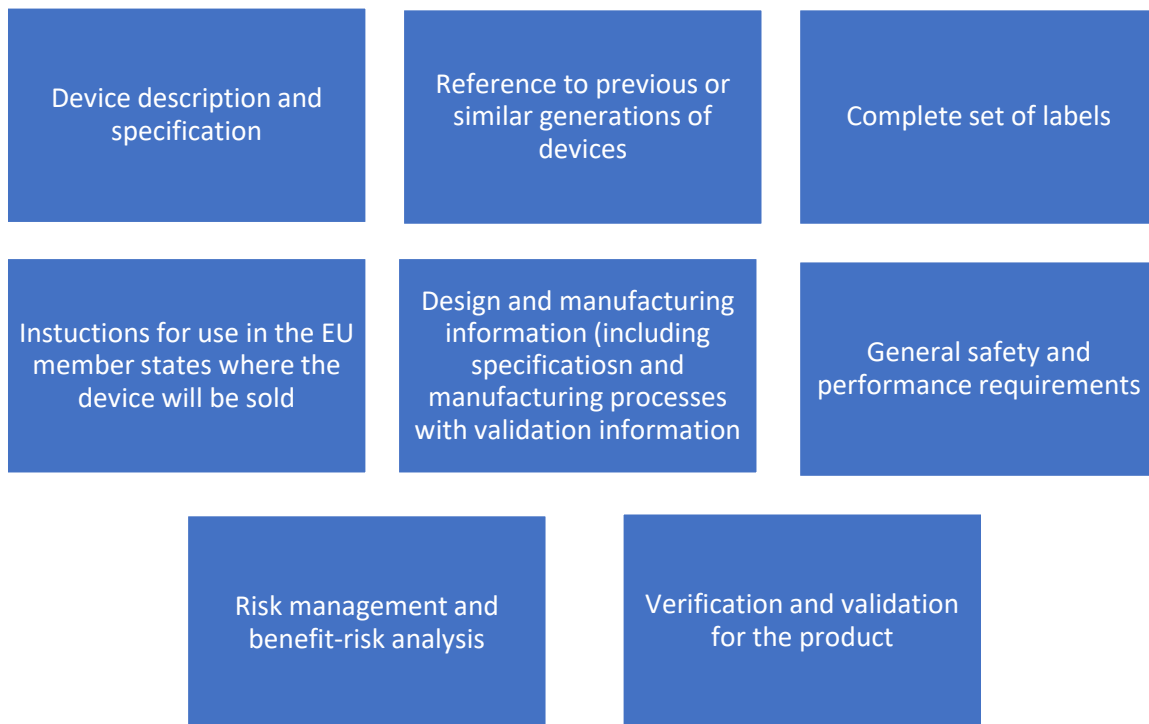 Device description and
specification
Reference to previous or
similar generations of
devices
Complete set of labels
Instuctions for use in the EU
member states where the
device will be sold
Design and manufacturing
information (including
specificatiosn and
manufacturing processes
with validation information
General safety and
performance requirements
Risk management and
benefit-risk analysis
Verification and validation
for the product